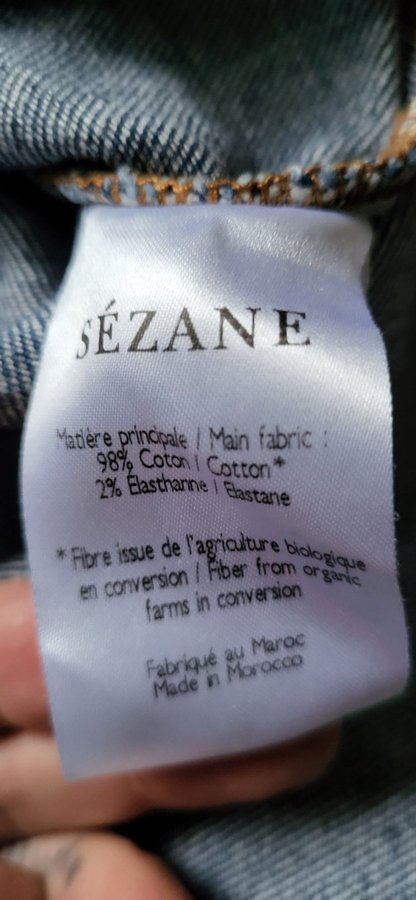 SÉZANE
Matière principale / Main fabric :
98% Coton / Cotton*
2% Élasthanne / Elastane
* Fibre issue de l'agriculture biologique
en conversion / Fiber from organic
farms in conversion
Fabriqué au Maroc
Made in Morocco